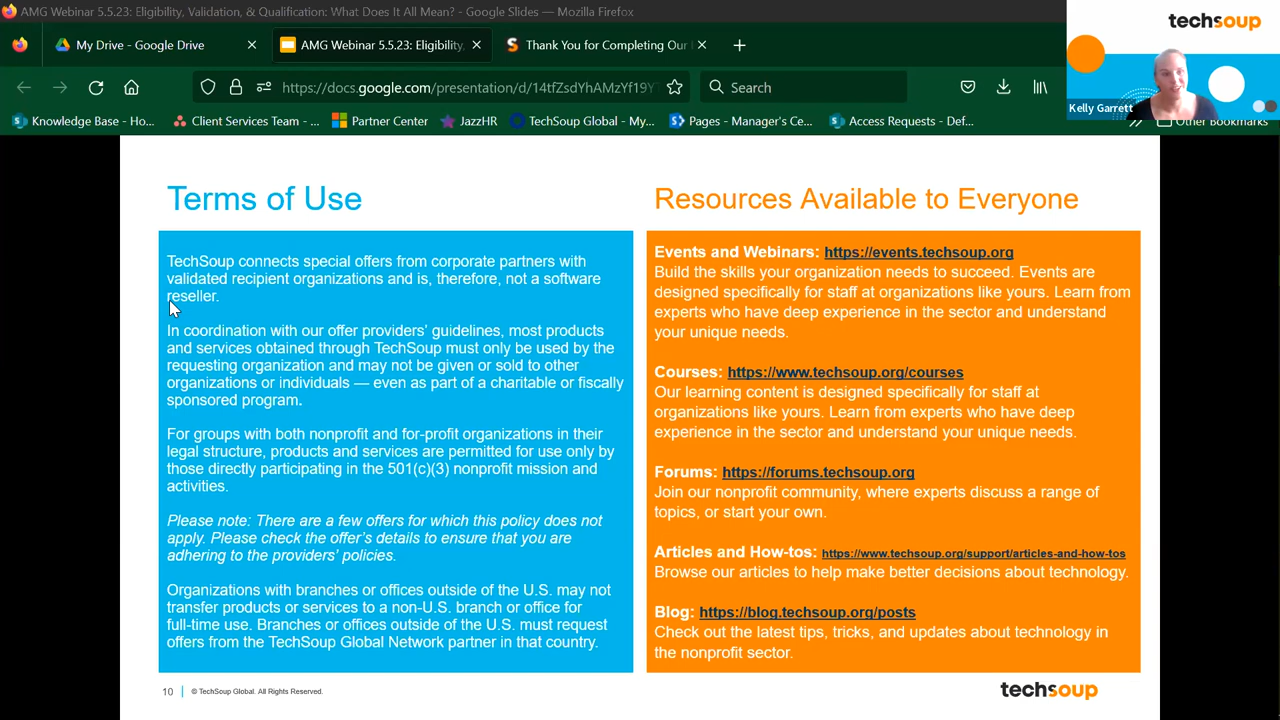 AMG Webinar 5.5.23: Eligibility, Validation, & Qualification: What Does It All Mean? - Google Slides — Mozilla Firefox
techsoup
My Drive - Google Drive
AMG Webinar 5.5.23: Eligibility,
Thank You for Completing Our
https://docs.google.com/presentation/d/14tfZsdYhAMzYf19Y
Search
Kelly Garrett
Knowledge Base - Ho...
Client Services Team - ...
Partner Center
JazzHR
TechSoup Global - My...
Pages - Manager's Ce...
Access Requests - Def...
Other Bookmarks
Terms of Use
TechSoup connects special offers from corporate partners with
validated recipient organizations and is, therefore, not a software
reseller.
In coordination with our offer providers' guidelines, most products
and services obtained through TechSoup must only be used by the
requesting organization and may not be given or sold to other
organizations or individuals — even as part of a charitable or fiscally
sponsored program.
For groups with both nonprofit and for-profit organizations in their
legal structure, products and services are permitted for use only by
those directly participating in the 501(c)(3) nonprofit mission and
activities.
Please note: There are a few offers for which this policy does not
apply. Please check the offer's details to ensure that you are
adhering to the providers' policies.
Organizations with branches or offices outside of the U.S. may not
transfer products or services to a non-U.S. branch or office for
full-time use. Branches or offices outside of the U.S. must request
offers from the TechSoup Global Network partner in that country.
Resources Available to Everyone
Events and Webinars: https://events.techsoup.org
Build the skills your organization needs to succeed. Events are
designed specifically for staff at organizations like yours. Learn from
experts who have deep experience in the sector and understand
your unique needs.
Courses: https://www.techsoup.org/courses
Our learning content is designed specifically for staff at
organizations like yours. Learn from experts who have deep
experience in the sector and understand your unique needs.
Forums: https://forums.techsoup.org
Join our nonprofit community, where experts discuss a range of
topics, or start your own.
Articles and How-tos: https://www.techsoup.org/support/articles-and-how-tos
Browse our articles to help make better decisions about technology.
Blog: https://blog.techsoup.org/posts
Check out the latest tips, tricks, and updates about technology in
the nonprofit sector.
10 | © TechSoup Global. All Rights Reserved.
techsoup